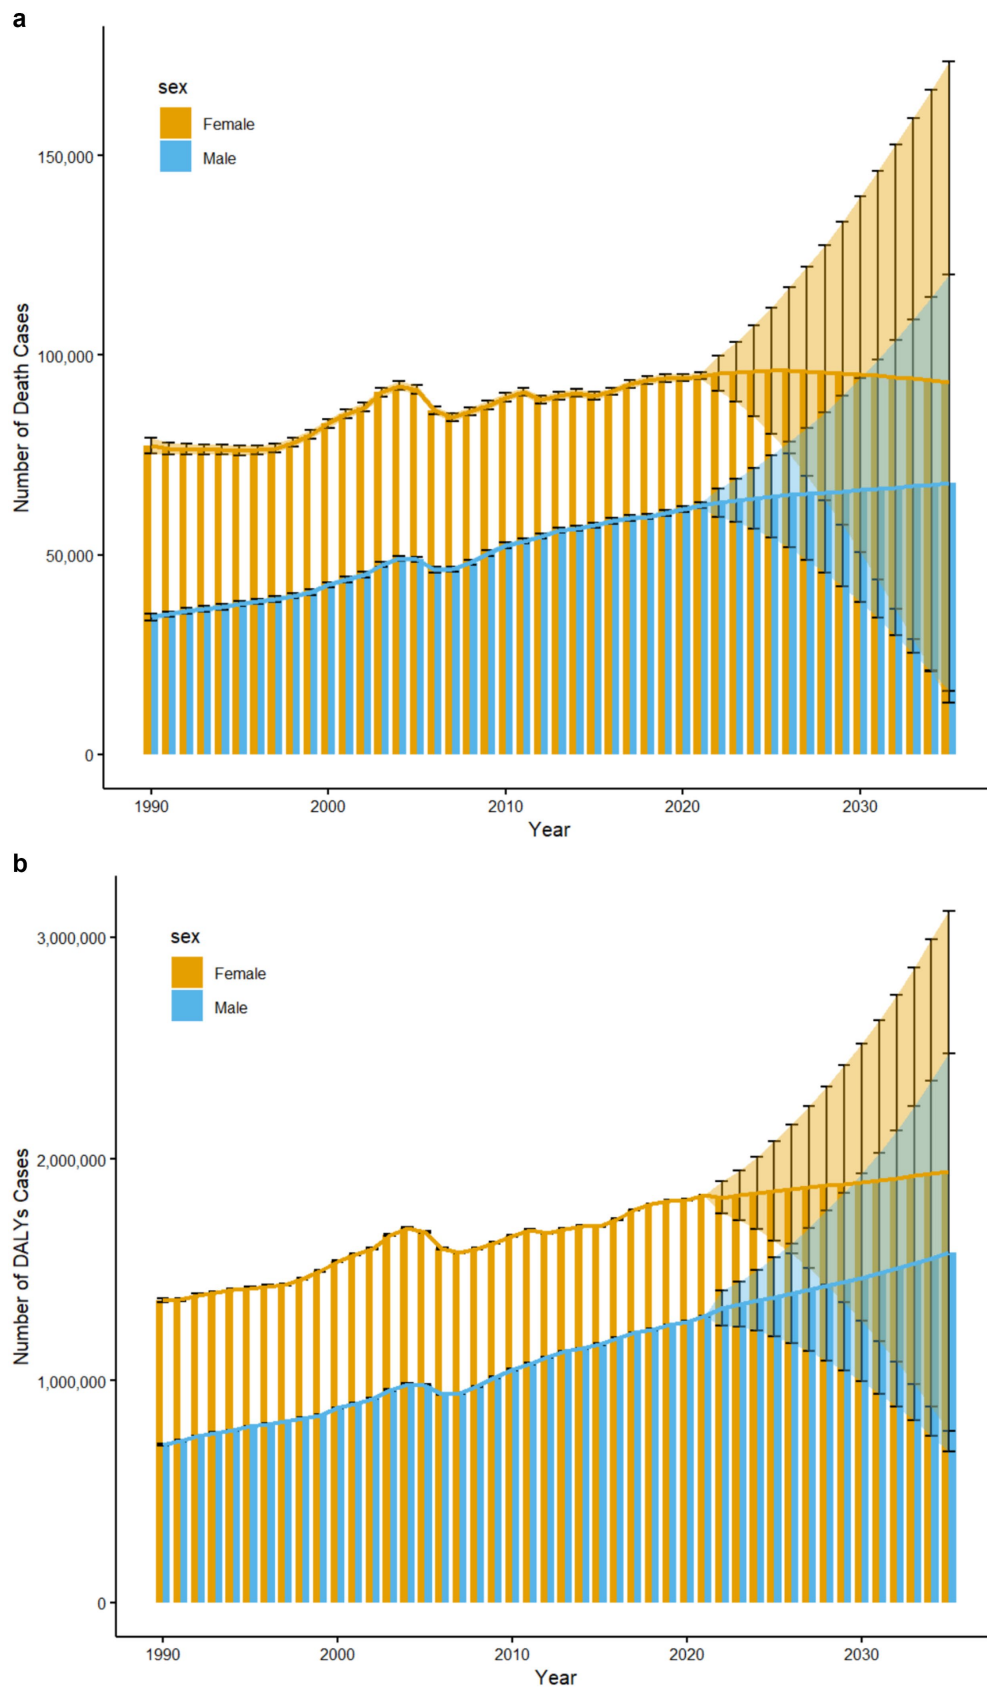 a
sex
Female
Male
150,000
100,000
50,000
0
Number of Death Cases
1990
2000
2010
2020
2030
Year
b
sex
Female
Male
3,000,000
2,000,000
1,000,000
0
Number of DALYs Cases
1990
2000
2010
2020
2030
Year